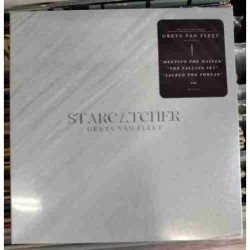 GRETA VAN FLEET
"MEETING THE MASTER"
"THE FALLING SKY"
"SACRED THE THREAD"
STARCATCHER
GRETA VAN FLEET